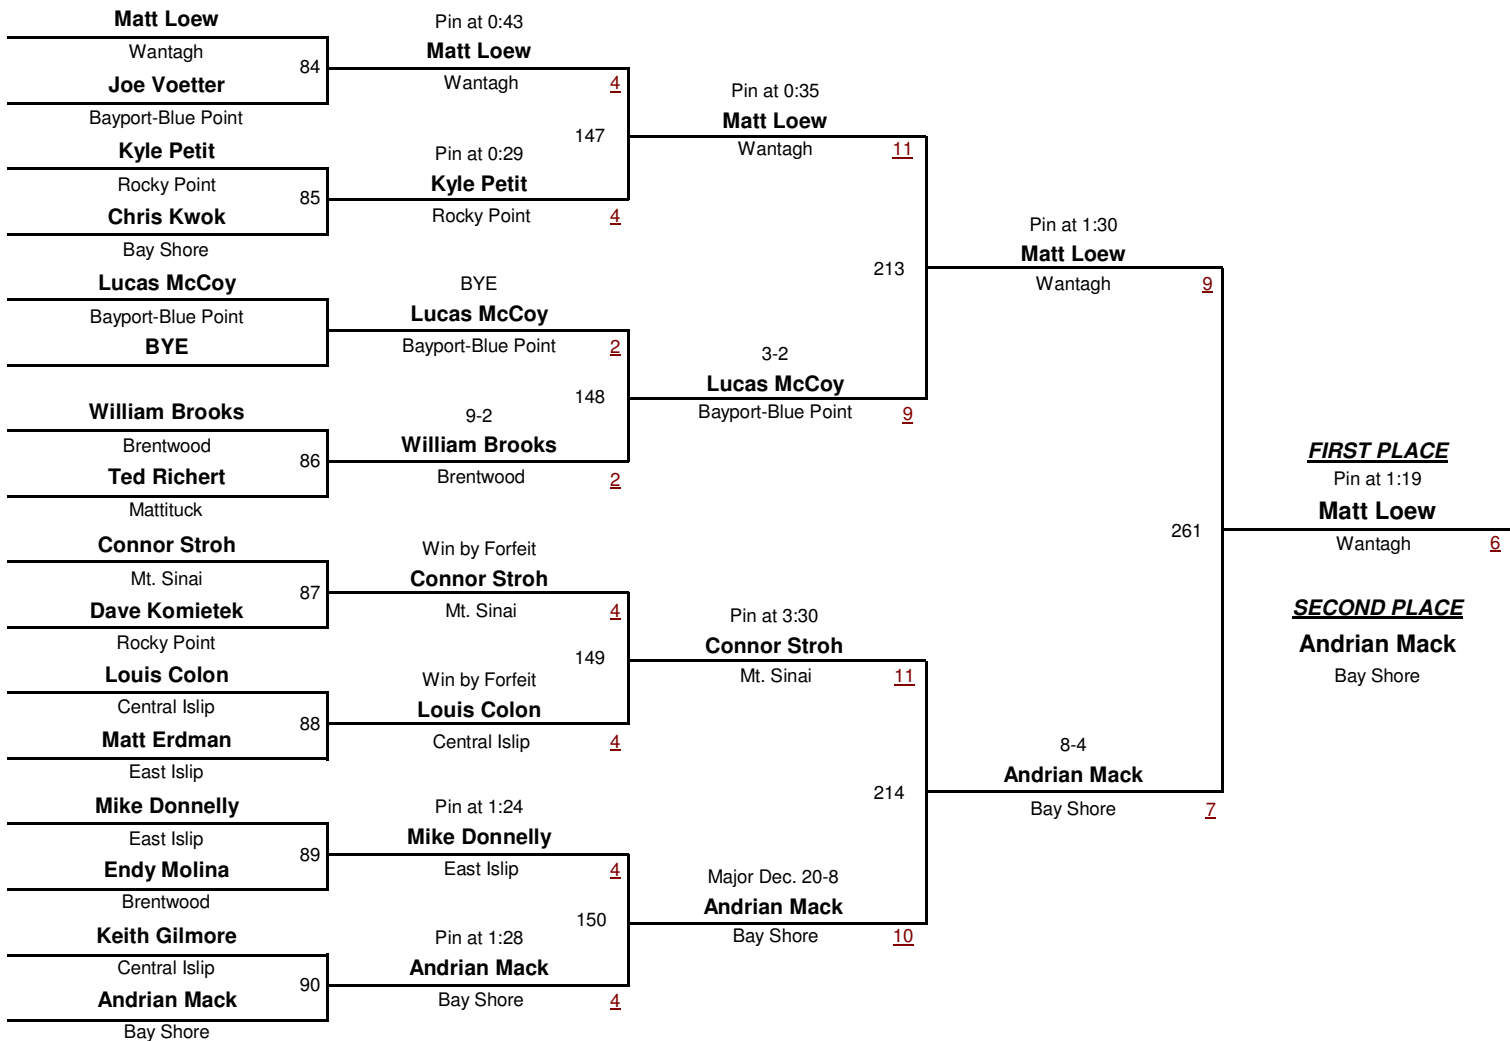 Matt Loew
Wantagh
84
Joe Voetter
Bayport-Blue Point
Kyle Petit
Rocky Point
85
Chris Kwok
Bay Shore
Lucas McCoy
Bayport-Blue Point
BYE
William Brooks
Brentwood
86
Ted Richert
Mattituck
Connor Stroh
Mt. Sinai
87
Dave Komietek
Rocky Point
Louis Colon
Central Islip
88
Matt Erdman
East Islip
Mike Donnelly
East Islip
89
Endy Molina
Brentwood
Keith Gilmore
Central Islip
90
Andrian Mack
Bay Shore
Pin at 0:43
Matt Loew
Wantagh 4
147
Pin at 0:29
Kyle Petit
Rocky Point 4
BYE
Lucas McCoy
Bayport-Blue Point 2
148
9-2
William Brooks
Brentwood 2
Win by Forfeit
Connor Stroh
Mt. Sinai 4
149
Win by Forfeit
Louis Colon
Central Islip 4
Pin at 1:24
Mike Donnelly
East Islip 4
150
Pin at 1:28
Andrian Mack
Bay Shore 4
Pin at 0:35
Matt Loew
Wantagh 11
213
3-2
Lucas McCoy
Bayport-Blue Point 9
Pin at 3:30
Connor Stroh
Mt. Sinai 11
214
Major Dec. 20-8
Andrian Mack
Bay Shore 10
Pin at 1:30
Matt Loew
Wantagh 9
261
8-4
Andrian Mack
Bay Shore 7
FIRST PLACE
Pin at 1:19
Matt Loew
Wantagh 6
SECOND PLACE
Andrian Mack
Bay Shore